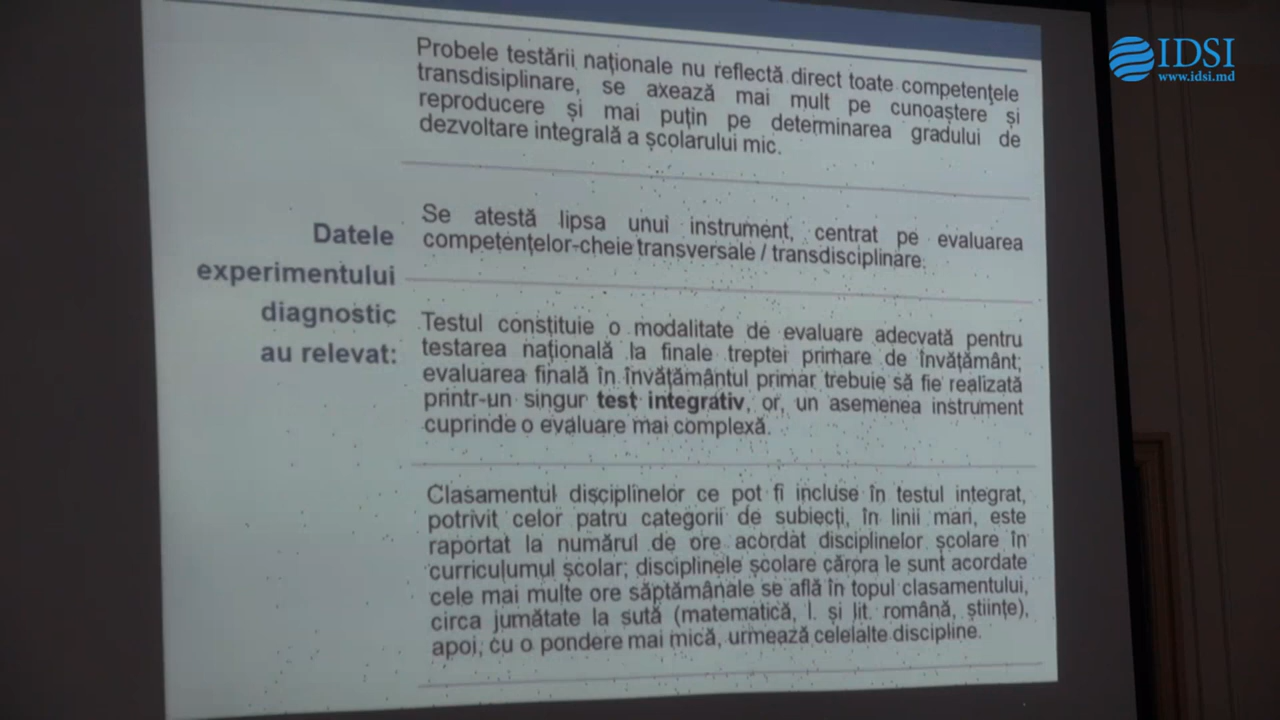 IDSI
www.idsi.md
Datele
experimentului
diagnostic
au relevat:
Probele testării naționale nu reflectă direct toate competențele
transdisiplinare, se axează mai mult pe cunoaștere și
reproducere și mai puțin pe determinarea gradului de
dezvoltare integrală a școlarului mic.
Se atestă lipsa unui instrument, centrat pe evaluarea
competențelor-cheie transversale / transdisciplinare.
Testul constituie o modalitate de evaluare adecvată pentru
testarea națională la finale treptei primare de învățământ;
evaluarea finală în învățământul primar trebuie să fie realizată
printr-un singur test integrativ, or, un asemenea instrument
cuprinde o evaluare mai complexă.
Clasamentul disciplinelor ce pot fi incluse în testul integrat,
potrivit celor patru categorii de subiecți, în linii mari, este
raportat la numărul de ore acordat disciplinelor școlare în
curriculumul școlar; disciplinele școlare cărora le sunt acordate
cele mai multe ore săptămânale se află în topul clasamentului,
circa jumătate la sută (matematică, l. și lit. română, științe),
apoi, cu o pondere mai mică, urmează celelalte discipline.